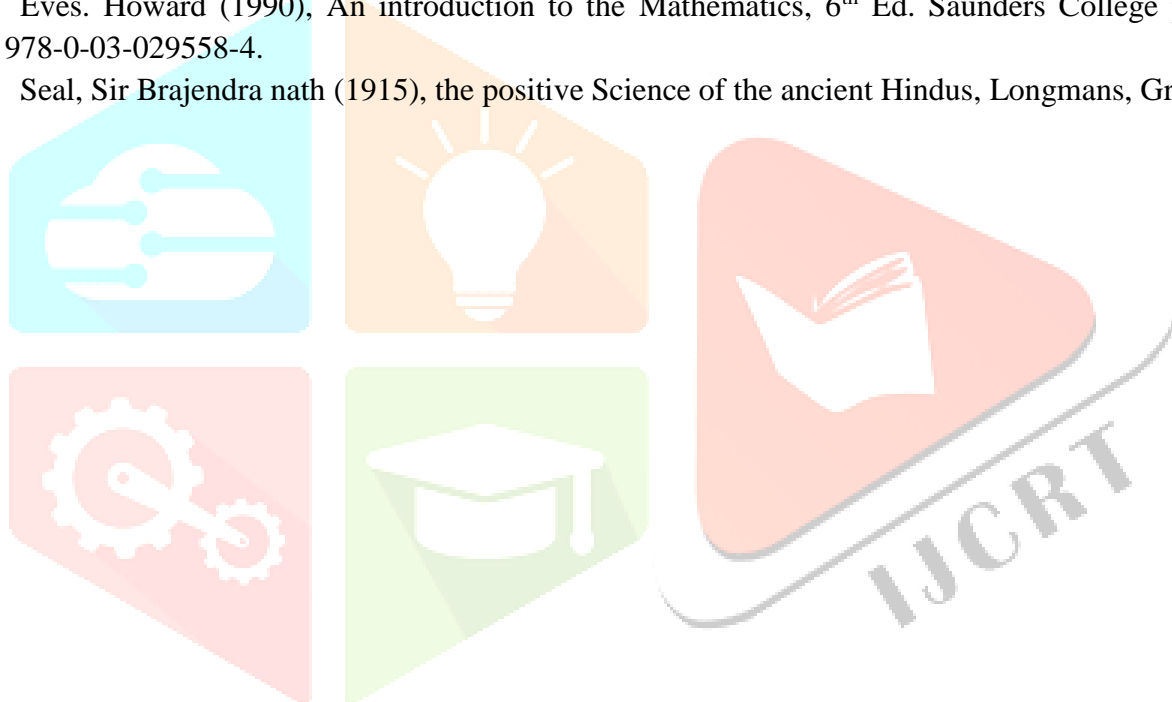 Eves. Howard (1990), An introduction to the Mathematics, 6th Ed. Saunders College
978-0-03-029558-4.
Seal, Sir Brajendra nath (1915), the positive Science of the ancient Hindus, Longmans,
IJCRT